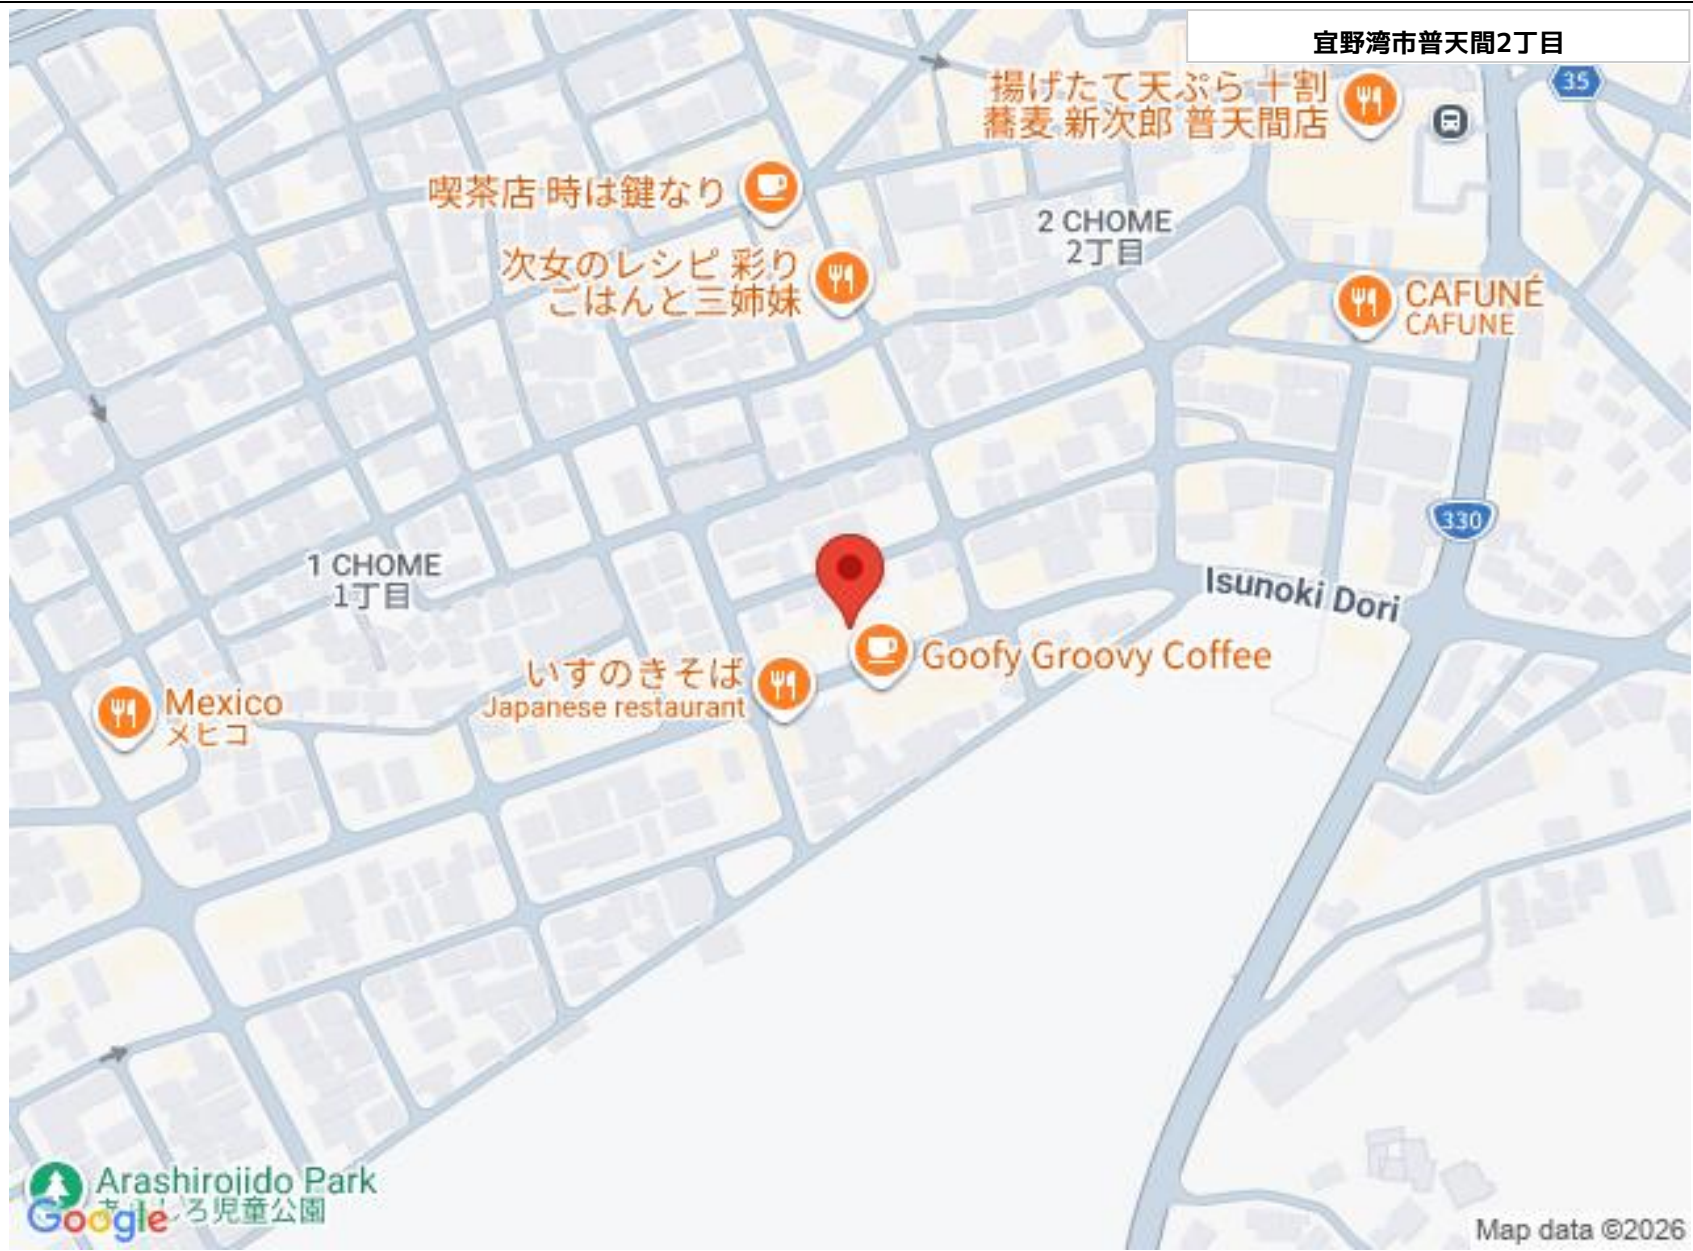 宜野湾市普天間2丁目
35
揚げたて天ぷら 十割
蕎麦 新次郎 普天間店
喫茶店 時は鍵なり
2 CHOME
2丁目
次女のレシピ 彩り
ごはんと三姉妹
CAFUNÉ
CAFUNE
330
1 CHOME
1丁目
Isunoki Dori
Goofy Groovy Coffee
いすのきそば
Japanese restaurant
Mexico
メヒコ
Arashirojido Park
しろ児童公園
Google
Map data ©2026